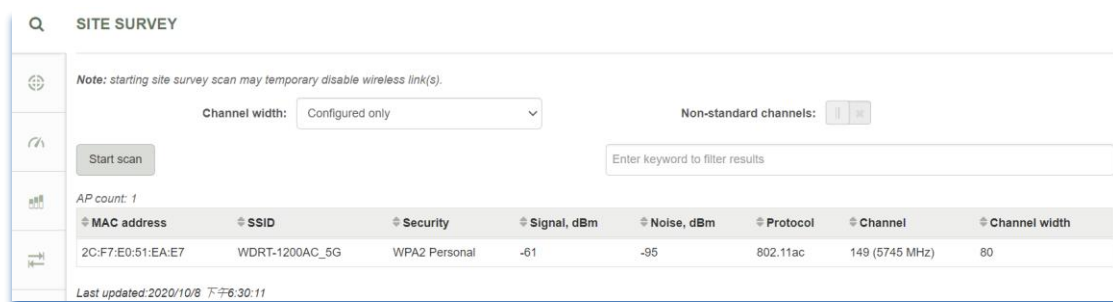 SITE SURVEY
Note: starting site survey scan may temporary disable wireless link(s).
Channel width: Configured only Non-standard channels:
Start scan Enter keyword to filter results
AP count: 1
MAC address SSID Security Signal, dBm Noise, dBm Protocol Channel Channel width
2C:F7:E0:51:EA:E7 WDRT-1200AC_5G WPA2 Personal -61 -95 802.11ac 149 (5745 MHz) 80
Last updated:2020/10/8 下午6:30:11